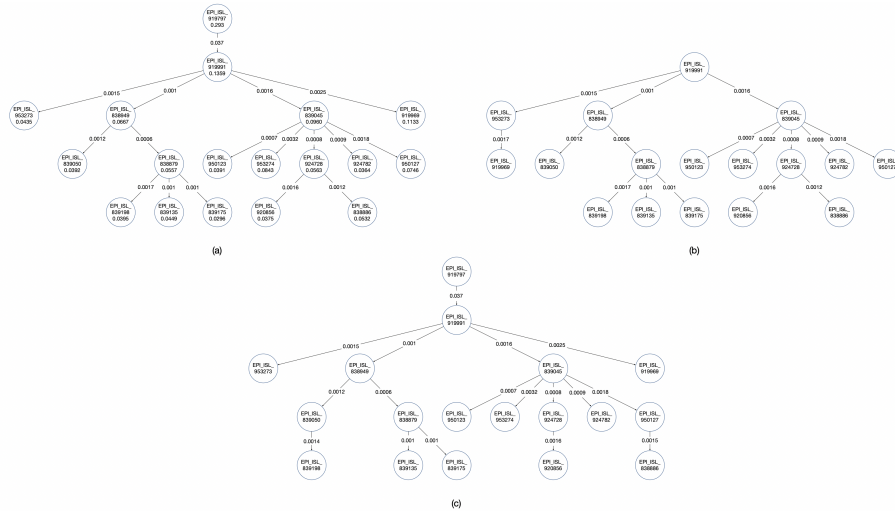 EPI_ISL_
919797
0.293
0.037
EPI_ISL_
919991
0.1359
0.0015
0.001
0.0016
0.0025
EPI_ISL_
953273
0.0435
EPI_ISL_
838949
0.0667
EPI_ISL_
839045
0.0960
EPI_ISL_
919969
0.1133
0.0012
0.0006
0.0007
0.0032
0.0008
0.0009
0.0018
EPI_ISL_
839050
0.0392
EPI_ISL_
838879
0.0557
EPI_ISL_
950123
0.0391
EPI_ISL_
953274
0.0843
EPI_ISL_
924728
0.0563
EPI_ISL_
924782
0.0364
EPI_ISL_
950127
0.0746
0.0017
0.001
0.001
0.0016
0.0012
EPI_ISL_
839198
0.0395
EPI_ISL_
839135
0.0449
EPI_ISL_
839175
0.0296
EPI_ISL_
920856
0.0375
EPI_ISL_
838886
0.0532
(a)
EPI_ISL_
919991
0.0015
0.001
0.0016
EPI_ISL_
953273
EPI_ISL_
838949
EPI_ISL_
839045
0.0017
0.0012
0.0006
0.0007
0.0032
0.0008
0.0009
0.0018
EPI_ISL_
919969
EPI_ISL_
839050
EPI_ISL_
838879
EPI_ISL_
950123
EPI_ISL_
953274
EPI_ISL_
924728
EPI_ISL_
924782
EPI_ISL_
950127
0.0017
0.001
0.001
0.0016
0.0012
EPI_ISL_
839198
EPI_ISL_
839135
EPI_ISL_
839175
EPI_ISL_
920856
EPI_ISL_
838886
(b)
EPI_ISL_
919797
0.037
EPI_ISL_
919991
0.0015
0.001
0.0016
0.0025
EPI_ISL_
953273
EPI_ISL_
838949
EPI_ISL_
839045
EPI_ISL_
919969
0.0012
0.0006
0.0007
0.0032
0.0008
0.0009
0.0018
EPI_ISL_
839050
EPI_ISL_
838879
EPI_ISL_
950123
EPI_ISL_
953274
EPI_ISL_
924728
EPI_ISL_
924782
EPI_ISL_
950127
0.0014
0.001
0.001
0.0016
0.0015
EPI_ISL_
839198
EPI_ISL_
839135
EPI_ISL_
839175
EPI_ISL_
920856
EPI_ISL_
838886
(c)